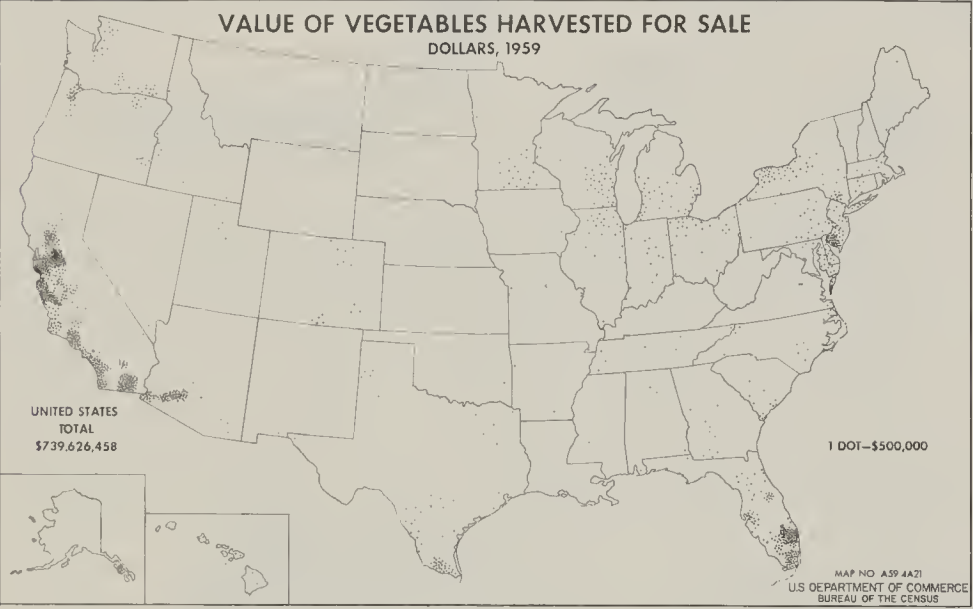 VALUE OF VEGETABLES HARVESTED FOR SALE
DOLLARS, 1959
UNITED STATES
TOTAL
$739,626,458
1 DOT—$500,000
MAP NO A59 4A21
U.S DEPARTMENT OF COMMERCE
BUREAU OF THE CENSUS